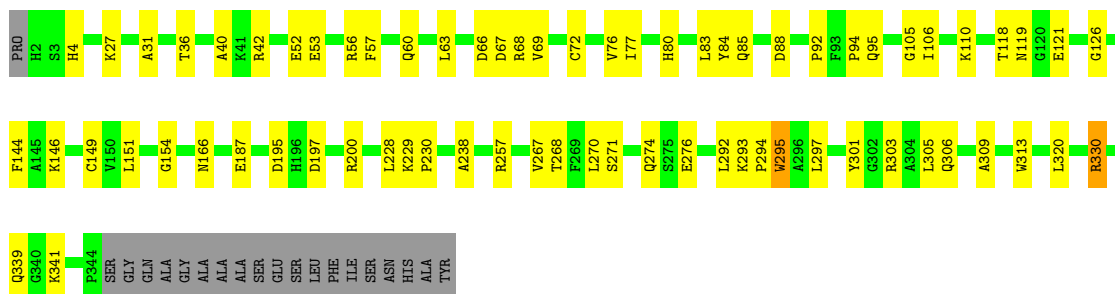 PRO H2 S3 H4 K27 A31 T36 A40 K41 R42 E52 E53 R56 F57 Q60 L63 D66 D67 R68 V69 C72 V76 I77 H80 L83 Y84 Q85 D88 P92 F93 P94 Q95 G105 I106 K110 T118 N119 G120 E121 G126
F144 A145 K146 C149 V150 L151 G154 N166 E187 D195 H196 D197 R200 L228 K229 P230 A238 R257 V267 T268 F269 L270 S271 Q274 S275 E276 L292 K293 P294 W295 A296 L297 Y301 G302 R303 A304 L305 Q306 A309 W313 L320 R330
Q339 G340 K341 P344 SER GLY GLN ALA GLY ALA ALA ALA SER GLU SER LEU PHE ILE SER ASN HIS ALA TYR